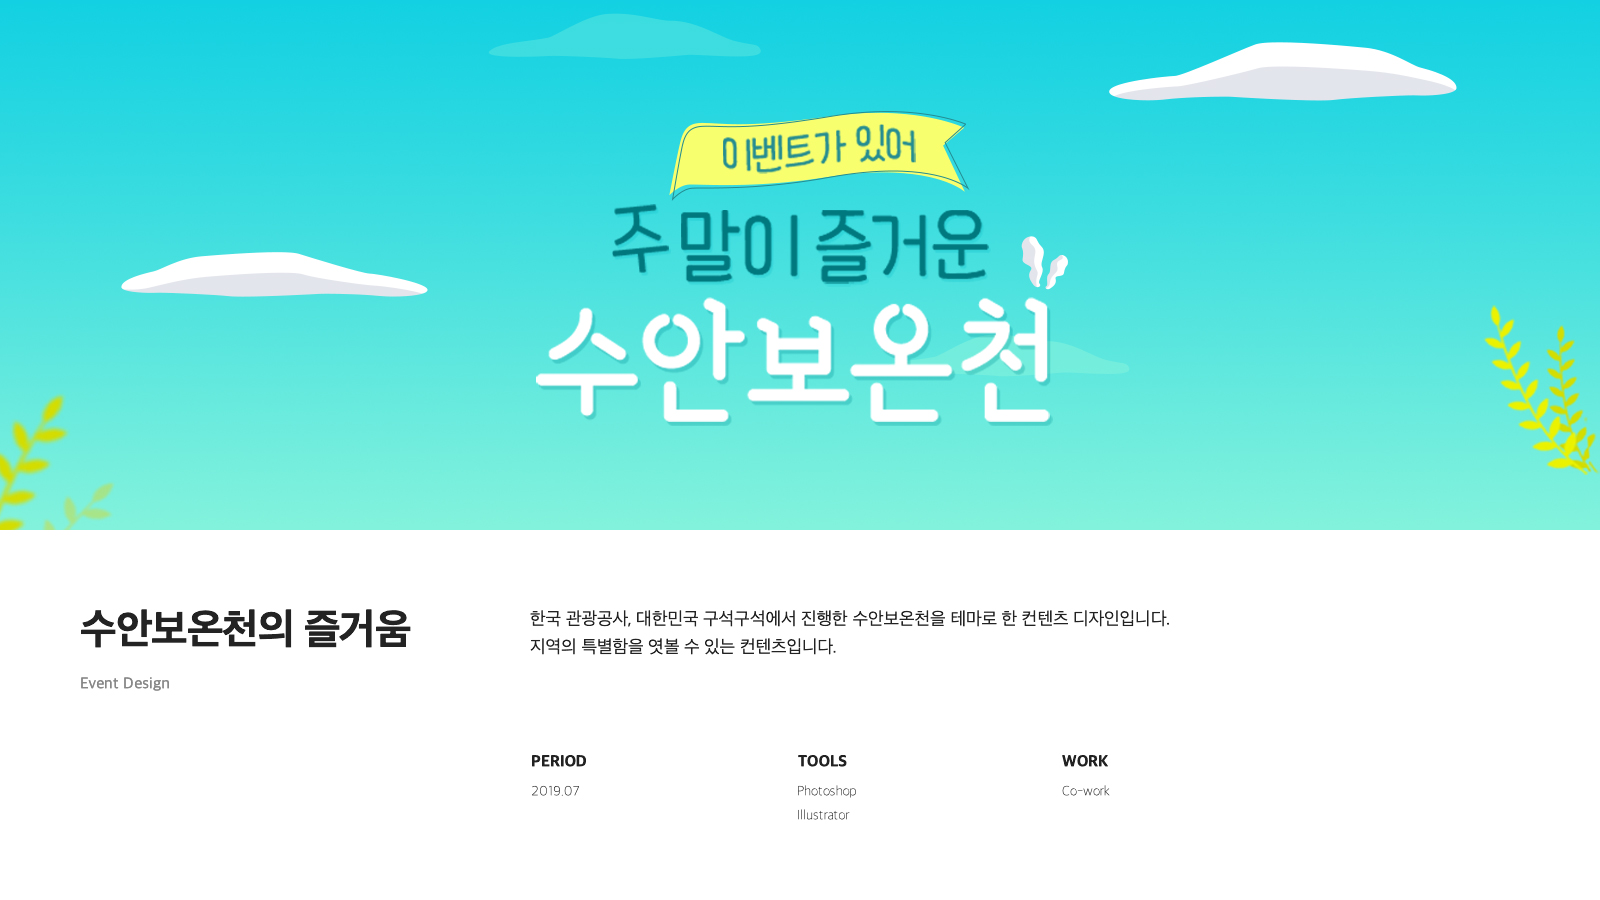 이벤트가 있어
주말이 즐거운
수안보온천
수안보온천의 즐거움
Event Design
한국 관광공사, 대한민국 구석구석에서 진행한 수안보온천을 테마로 한 컨텐츠 디자인입니다.
지역의 특별함을 엿볼 수 있는 컨텐츠입니다.
PERIOD
2019.07
TOOLS
Photoshop
Illustrator
WORK
Co-work